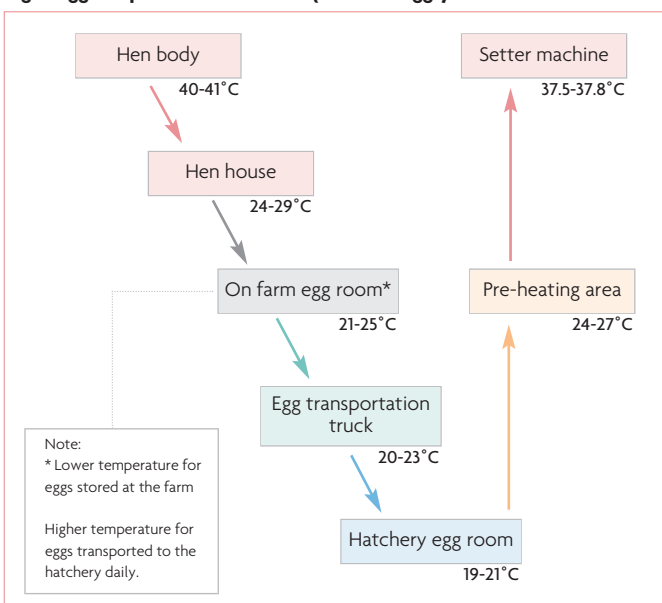 Hen body
40-41°C
Setter machine
37.5-37.8°C
Hen house
24-29°C
On farm egg room*
21-25°C
Pre-heating area
24-27°C
Egg transportation
truck
20-23°C
Hatchery egg room
19-21°C
Note:
* Lower temperature for
eggs stored at the farm
Higher temperature for
eggs transported to the
hatchery daily.